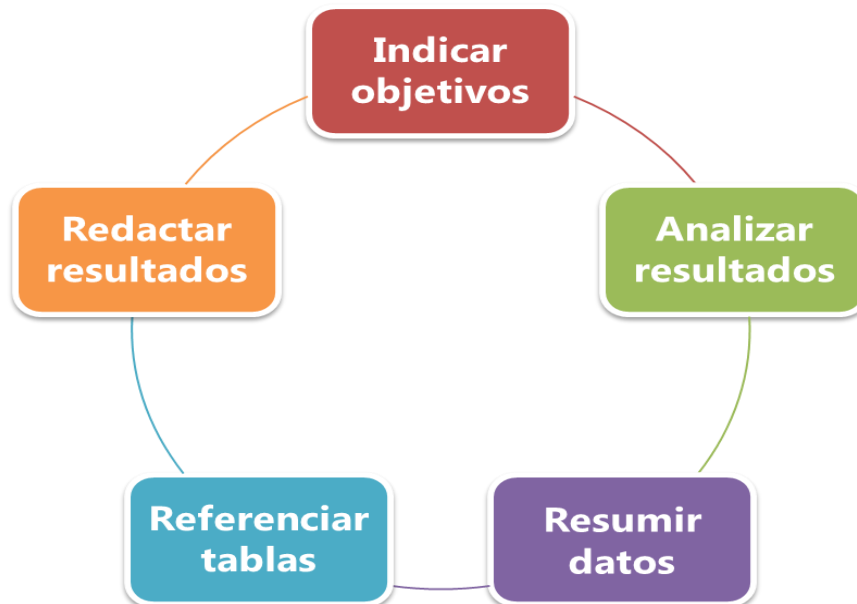 Indicar
objetivos
Analizar
resultados
Resumir
datos
Referenciar
tablas
Redactar
resultados